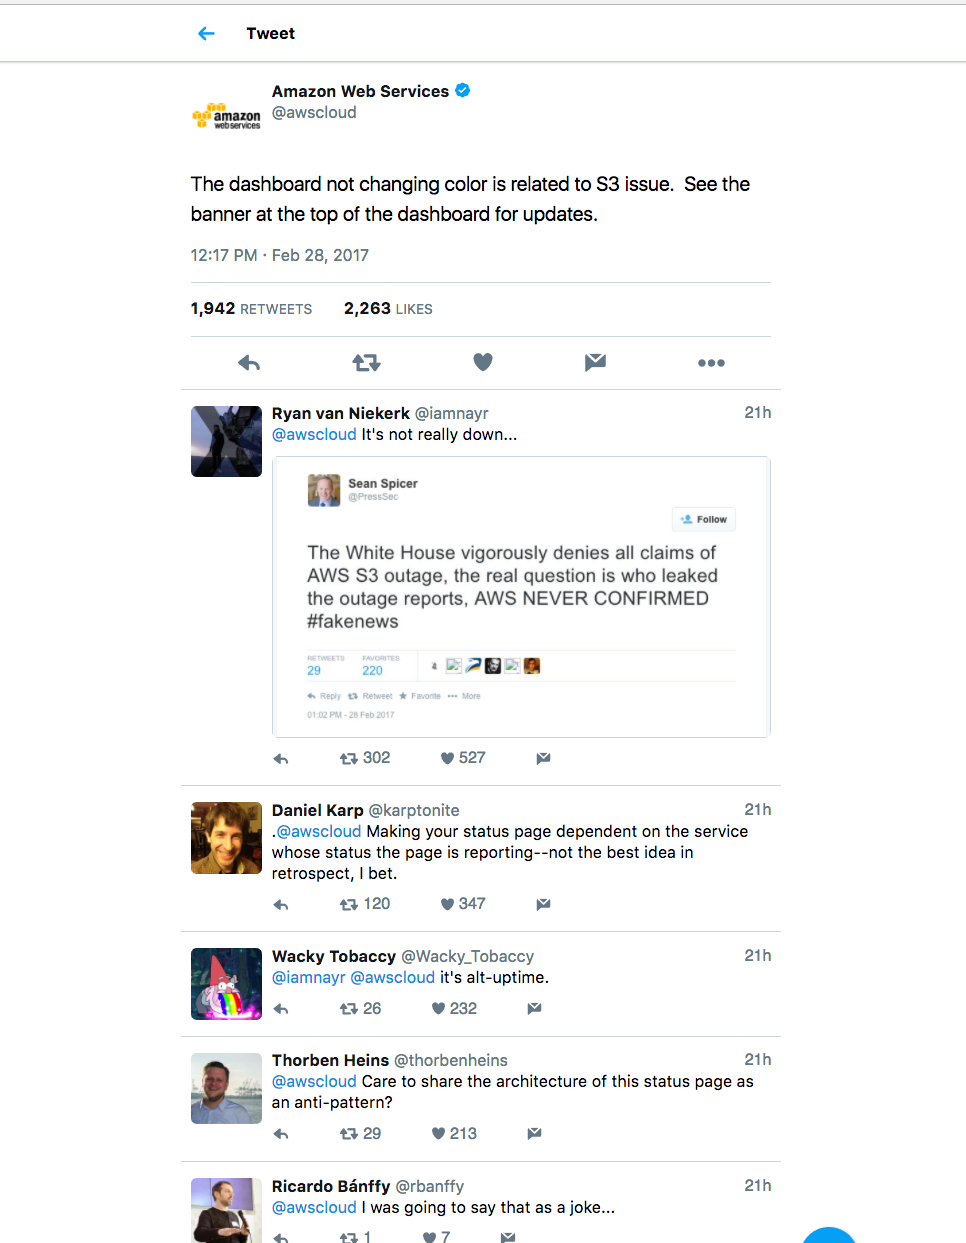 Tweet
Amazon Web Services
@awscloud
amazon
webservices
The dashboard not changing color is related to S3 issue.  See the
banner at the top of the dashboard for updates.
12:17 PM · Feb 28, 2017
1,942 RETWEETS 2,263 LIKES
Ryan van Niekerk @iamnayr 21h
@awscloud It's not really down...
Sean Spicer
@PressSec
Follow
The White House vigorously denies all claims of
AWS S3 outage, the real question is who leaked
the outage reports, AWS NEVER CONFIRMED
#fakenews
RETWEETS FAVORITES
29 220
Reply Retweet Favorite More
01:02 PM - 28 Feb 2017
302 527
Daniel Karp @karptonite 21h
.@awscloud Making your status page dependent on the service
whose status the page is reporting--not the best idea in
retrospect, I bet.
120 347
Wacky Tobaccy @Wacky_Tobaccy 21h
@iamnayr @awscloud it's alt-uptime.
26 232
Thorben Heins @thorbenheins 21h
@awscloud Care to share the architecture of this status page as
an anti-pattern?
29 213
Ricardo Bánffy @rbanffy 21h
@awscloud I was going to say that as a joke...
1 7